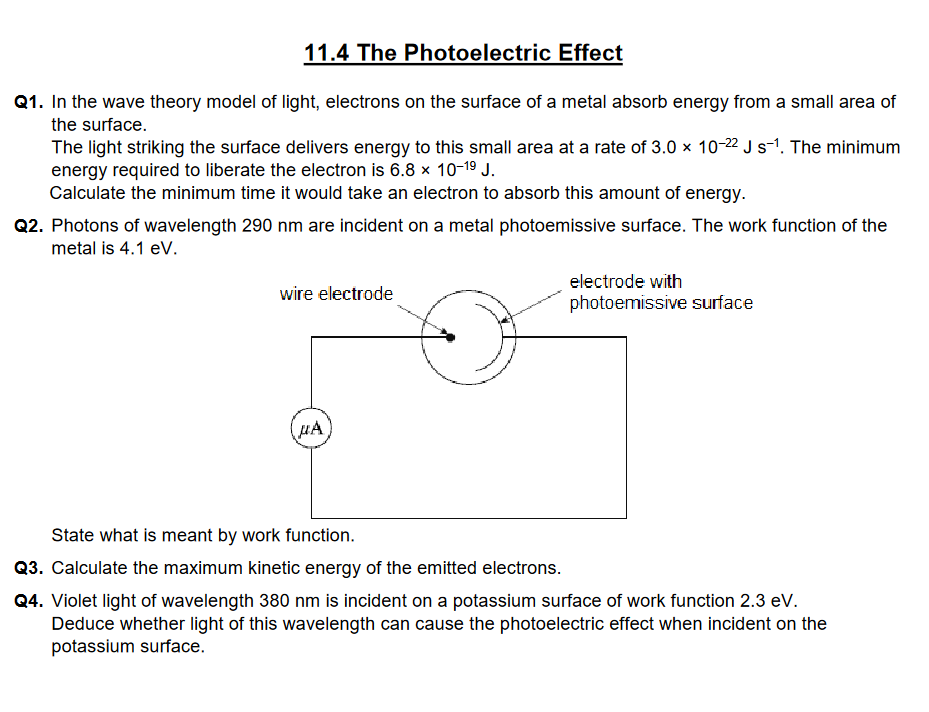 11.4 The Photoelectric Effect
Q1. In the wave theory model of light, electrons on the surface of a metal absorb energy from a small area of
the surface.
The light striking the surface delivers energy to this small area at a rate of 3.0 × 10⁻²² J s⁻¹. The minimum
energy required to liberate the electron is 6.8 × 10⁻¹⁹ J.
Calculate the minimum time it would take an electron to absorb this amount of energy.
Q2. Photons of wavelength 290 nm are incident on a metal photoemissive surface. The work function of the
metal is 4.1 eV.
wire electrode
electrode with
photoemissive surface
μA
State what is meant by work function.
Q3. Calculate the maximum kinetic energy of the emitted electrons.
Q4. Violet light of wavelength 380 nm is incident on a potassium surface of work function 2.3 eV.
Deduce whether light of this wavelength can cause the photoelectric effect when incident on the
potassium surface.